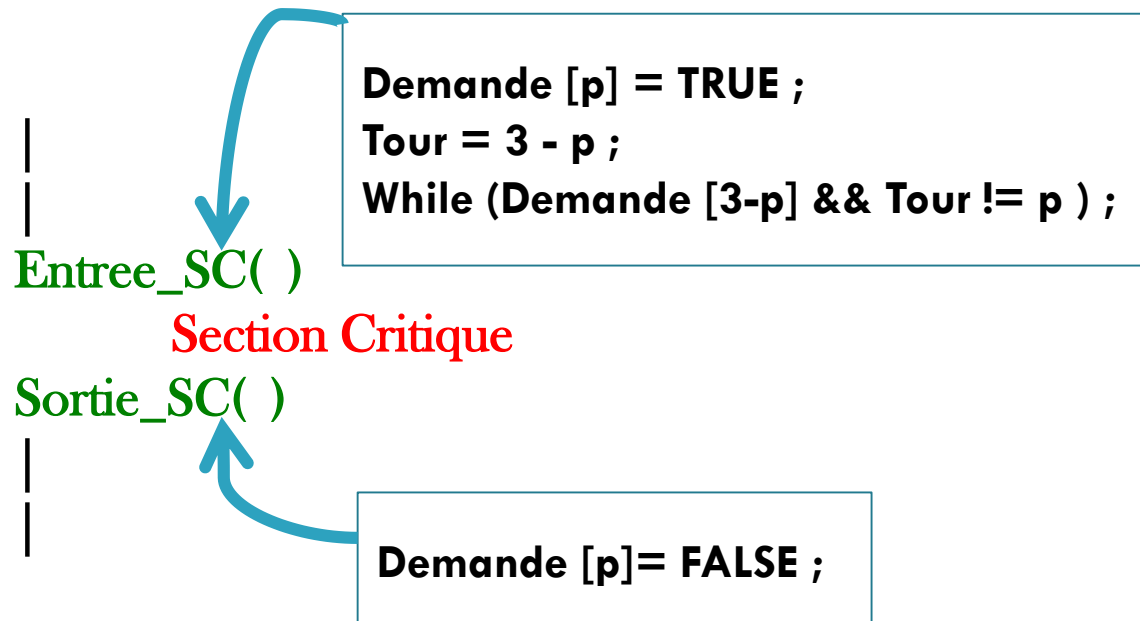 Demande [p] = TRUE ;
Tour = 3 - p ;
While (Demande [3-p] && Tour != p ) ;
Entree_SC( )
Section Critique
Sortie_SC( )
Demande [p]= FALSE ;